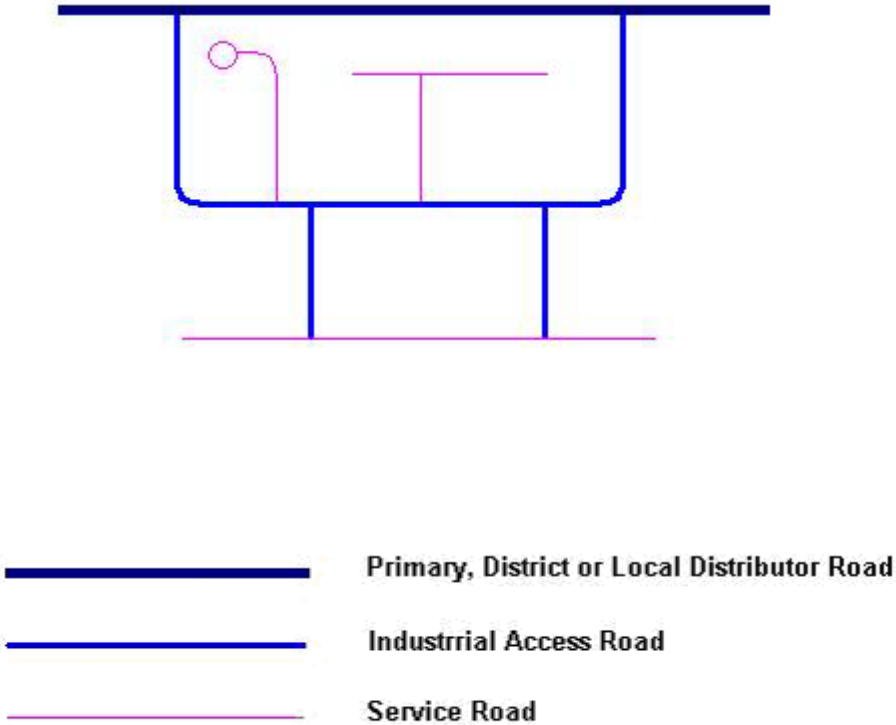 Primary, District or Local Distributor Road
Industrrial Access Road
Service Road